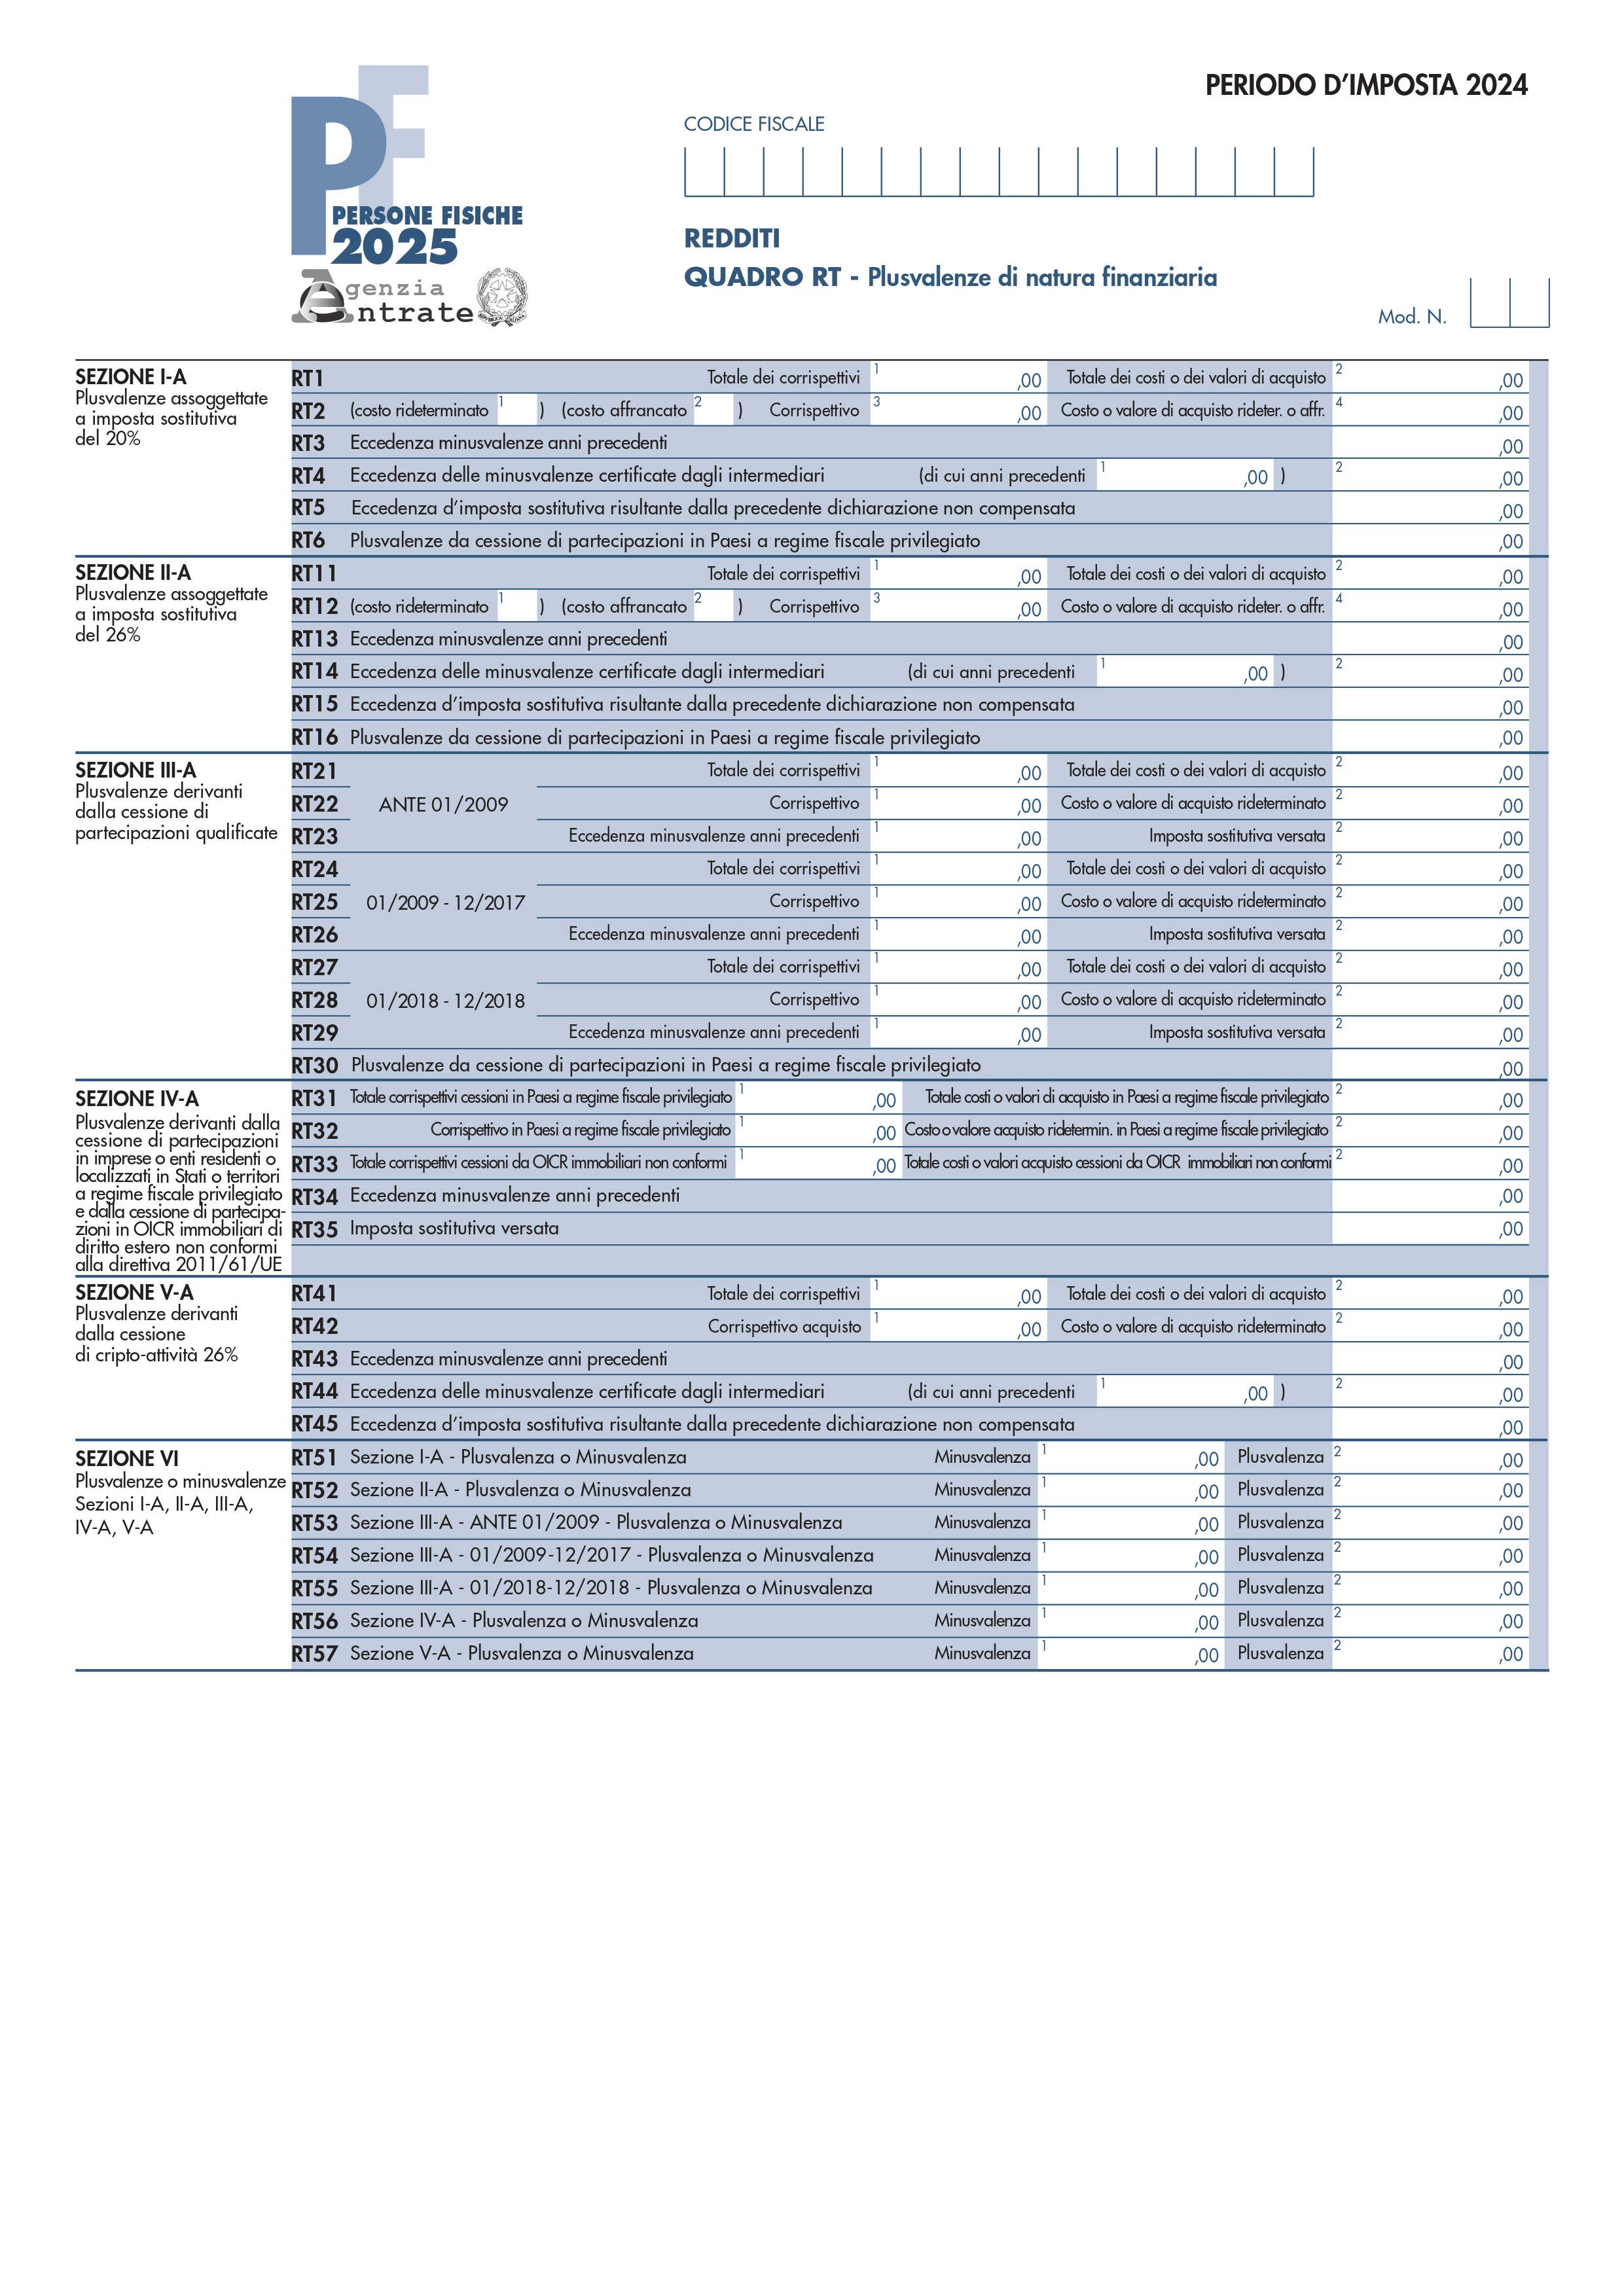 PERIODO D'IMPOSTA 2024
PF
PERSONE FISICHE
2025
Agenzia
Entrate
CODICE FISCALE
REDDITI
QUADRO RT - Plusvalenze di natura finanziaria
Mod. N.
SEZIONE I-A
Plusvalenze assoggettate
a imposta sostitutiva
del 20%
RT1 Totale dei corrispettivi 1 ,00 Totale dei costi o dei valori di acquisto 2 ,00
RT2 (costo rideterminato 1 ) (costo affrancato 2 ) Corrispettivo 3 ,00 Costo o valore di acquisto rideter. o affr. 4 ,00
RT3 Eccedenza minusvalenze anni precedenti ,00
RT4 Eccedenza delle minusvalenze certificate dagli intermediari (di cui anni precedenti 1 ,00 ) 2 ,00
RT5 Eccedenza d'imposta sostitutiva risultante dalla precedente dichiarazione non compensata ,00
RT6 Plusvalenze da cessione di partecipazioni in Paesi a regime fiscale privilegiato ,00
SEZIONE II-A
Plusvalenze assoggettate
a imposta sostitutiva
del 26%
RT11 Totale dei corrispettivi 1 ,00 Totale dei costi o dei valori di acquisto 2 ,00
RT12 (costo rideterminato 1 ) (costo affrancato 2 ) Corrispettivo 3 ,00 Costo o valore di acquisto rideter. o affr. 4 ,00
RT13 Eccedenza minusvalenze anni precedenti ,00
RT14 Eccedenza delle minusvalenze certificate dagli intermediari (di cui anni precedenti 1 ,00 ) 2 ,00
RT15 Eccedenza d'imposta sostitutiva risultante dalla precedente dichiarazione non compensata ,00
RT16 Plusvalenze da cessione di partecipazioni in Paesi a regime fiscale privilegiato ,00
SEZIONE III-A
Plusvalenze derivanti
dalla cessione di
partecipazioni qualificate
RT21 Totale dei corrispettivi 1 ,00 Totale dei costi o dei valori di acquisto 2 ,00
RT22 ANTE 01/2009 Corrispettivo 1 ,00 Costo o valore di acquisto rideterminato 2 ,00
RT23 Eccedenza minusvalenze anni precedenti 1 ,00 Imposta sostitutiva versata 2 ,00
RT24 Totale dei corrispettivi 1 ,00 Totale dei costi o dei valori di acquisto 2 ,00
RT25 01/2009 - 12/2017 Corrispettivo 1 ,00 Costo o valore di acquisto rideterminato 2 ,00
RT26 Eccedenza minusvalenze anni precedenti 1 ,00 Imposta sostitutiva versata 2 ,00
RT27 Totale dei corrispettivi 1 ,00 Totale dei costi o dei valori di acquisto 2 ,00
RT28 01/2018 - 12/2018 Corrispettivo 1 ,00 Costo o valore di acquisto rideterminato 2 ,00
RT29 Eccedenza minusvalenze anni precedenti 1 ,00 Imposta sostitutiva versata 2 ,00
RT30 Plusvalenze da cessione di partecipazioni in Paesi a regime fiscale privilegiato ,00
SEZIONE IV-A
Plusvalenze derivanti dalla
cessione di partecipazioni
in imprese o enti residenti o
localizzati in Stati o territori
a regime fiscale privilegiato
e dalla cessione di partecipa-
zioni in OICR immobiliari di
diritto estero non conformi
alla direttiva 2011/61/UE
RT31 Totale corrispettivi cessioni in Paesi a regime fiscale privilegiato 1 ,00 Totale costi o valori di acquisto in Paesi a regime fiscale privilegiato 2 ,00
RT32 Corrispettivo in Paesi a regime fiscale privilegiato 1 ,00 Costo o valore acquisto ridetermin. in Paesi a regime fiscale privilegiato 2 ,00
RT33 Totale corrispettivi cessioni da OICR immobiliari non conformi 1 ,00 Totale costi o valori acquisto cessioni da OICR immobiliari non conformi 2 ,00
RT34 Eccedenza minusvalenze anni precedenti ,00
RT35 Imposta sostitutiva versata ,00
SEZIONE V-A
Plusvalenze derivanti
dalla cessione
di cripto-attività 26%
RT41 Totale dei corrispettivi 1 ,00 Totale dei costi o dei valori di acquisto 2 ,00
RT42 Corrispettivo acquisto 1 ,00 Costo o valore di acquisto rideterminato 2 ,00
RT43 Eccedenza minusvalenze anni precedenti ,00
RT44 Eccedenza delle minusvalenze certificate dagli intermediari (di cui anni precedenti 1 ,00 ) 2 ,00
RT45 Eccedenza d'imposta sostitutiva risultante dalla precedente dichiarazione non compensata ,00
SEZIONE VI
Plusvalenze o minusvalenze
Sezioni I-A, II-A, III-A,
IV-A, V-A
RT51 Sezione I-A - Plusvalenza o Minusvalenza Minusvalenza 1 ,00 Plusvalenza 2 ,00
RT52 Sezione II-A - Plusvalenza o Minusvalenza Minusvalenza 1 ,00 Plusvalenza 2 ,00
RT53 Sezione III-A - ANTE 01/2009 - Plusvalenza o Minusvalenza Minusvalenza 1 ,00 Plusvalenza 2 ,00
RT54 Sezione III-A - 01/2009-12/2017 - Plusvalenza o Minusvalenza Minusvalenza 1 ,00 Plusvalenza 2 ,00
RT55 Sezione III-A - 01/2018-12/2018 - Plusvalenza o Minusvalenza Minusvalenza 1 ,00 Plusvalenza 2 ,00
RT56 Sezione IV-A - Plusvalenza o Minusvalenza Minusvalenza 1 ,00 Plusvalenza 2 ,00
RT57 Sezione V-A - Plusvalenza o Minusvalenza Minusvalenza 1 ,00 Plusvalenza 2 ,00